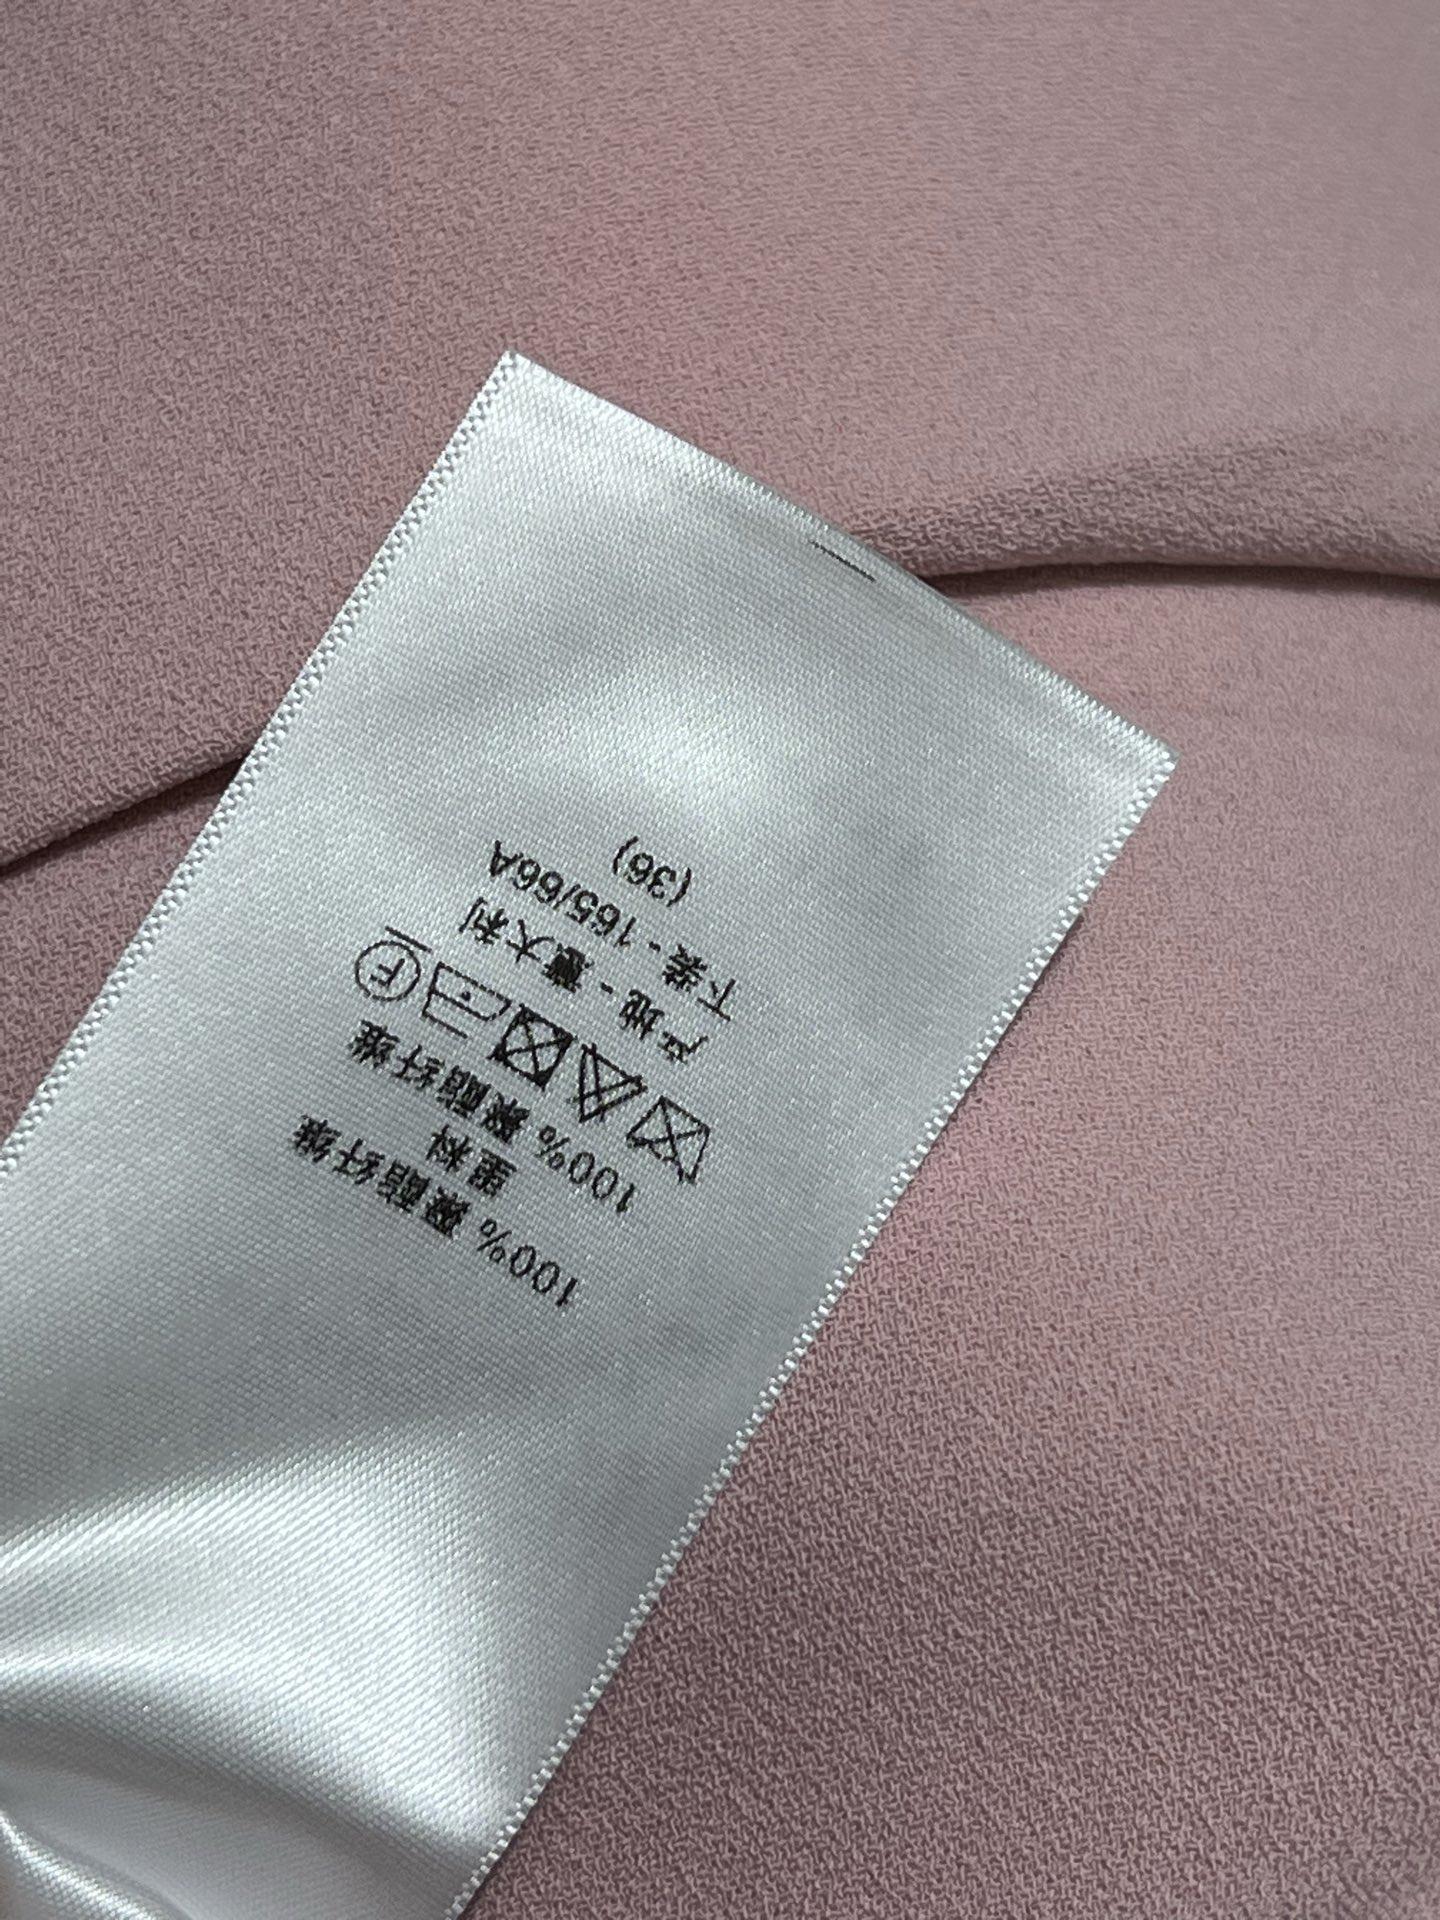 100% 聚酯纤维
里料
100% 聚酯纤维
F
产地 - 意大利
下装 - 165/66A
(36)